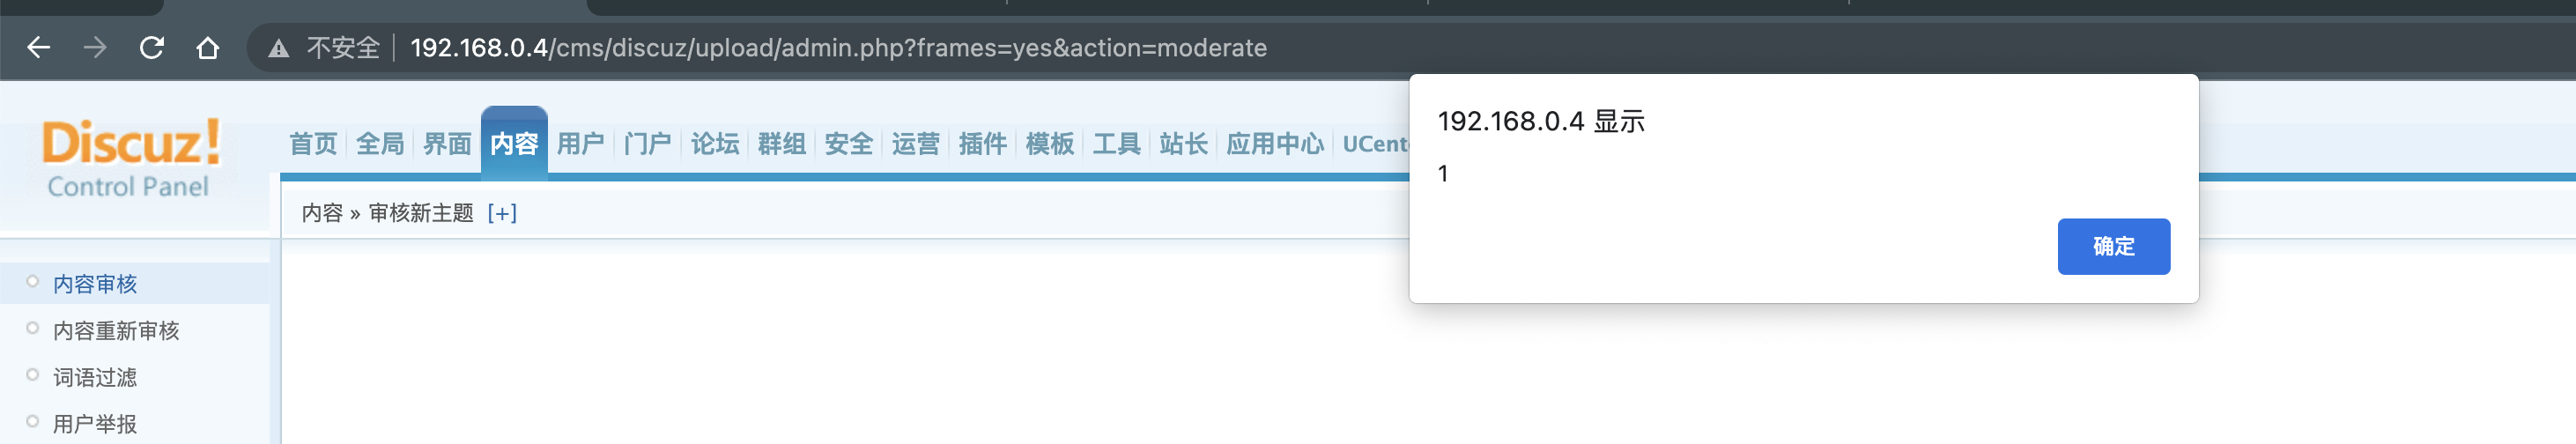 不安全 192.168.0.4/cms/discuz/upload/admin.php?frames=yes&action=moderate
192.168.0.4 显示
1
确定
Discuz!
Control Panel
首页 全局 界面 内容 用户 门户 论坛 群组 安全 运营 插件 模板 工具 站长 应用中心 UCent
内容 » 审核新主题 [+]
内容审核
内容重新审核
词语过滤
用户举报